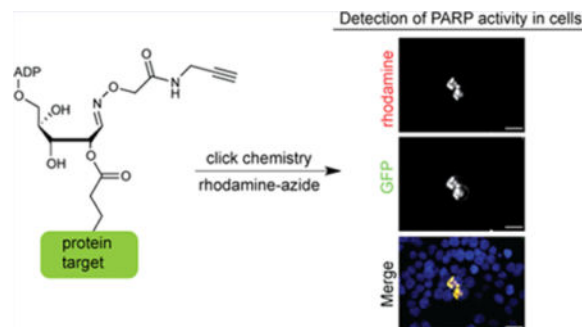 Detection of PARP activity in cells
ADP
O
OH
OH
N
O
O
N
H
O
O
protein
target
click chemistry
rhodamine-azide
rhodamine
GFP
Merge